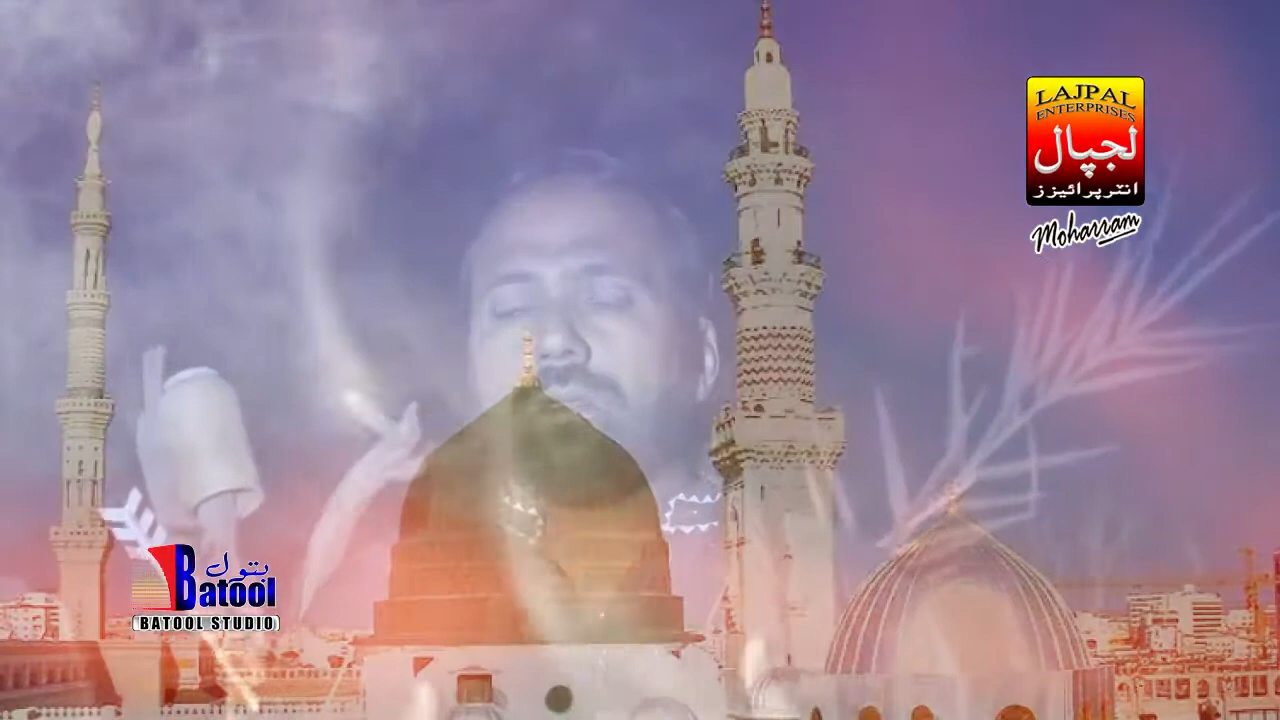 LAJPAL
ENTERPRISES
لجپال
انٹرپرائیزز
Moharram
بتول
Batool
BATOOL STUDIO